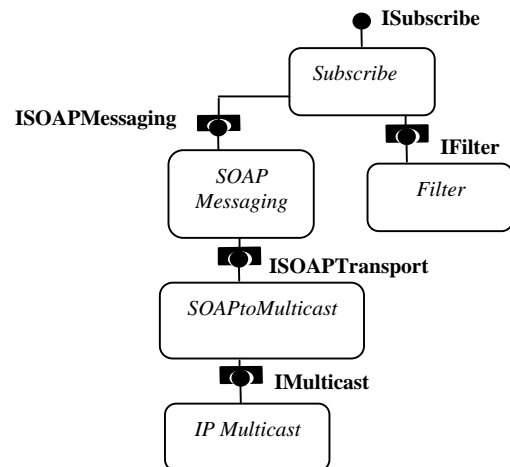 ISubscribe
Subscribe
ISOAPMessaging
IFilter
SOAP
Messaging
Filter
ISOAPTransport
SOAPtoMulticast
IMulticast
IP Multicast